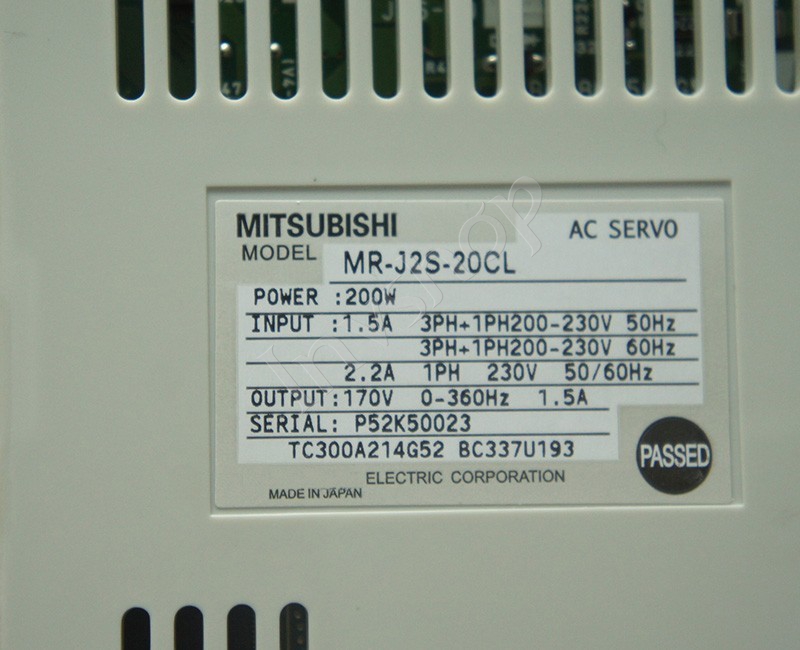 MITSUBISHI
AC SERVO
MODEL MR-J2S-20CL
POWER :200W
INPUT :1.5A 3PH+1PH200-230V 50Hz
3PH+1PH200-230V 60Hz
2.2A 1PH 230V 50/60Hz
OUTPUT:170V 0-360Hz 1.5A
SERIAL: P52K50023
TC300A214G52 BC337U193
PASSED
ELECTRIC CORPORATION
MADE IN JAPAN